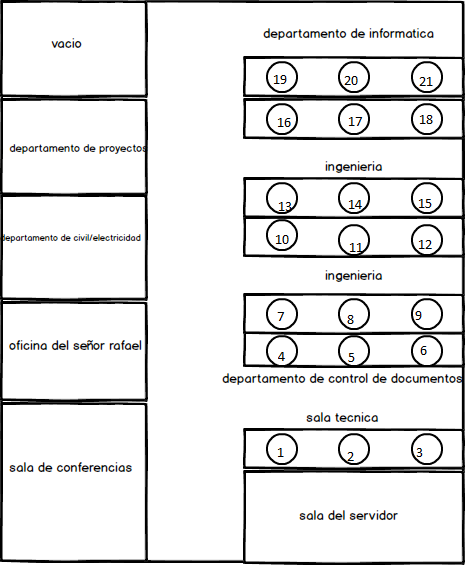 vacio
departamento de proyectos
departamento de civil/electricidad
oficina del señor rafael
sala de conferencias
departamento de informatica
19 20 21
16 17 18
ingenieria
13 14 15
10 11 12
ingenieria
7 8 9
4 5 6
departamento de control de documentos
sala tecnica
1 2 3
sala del servidor